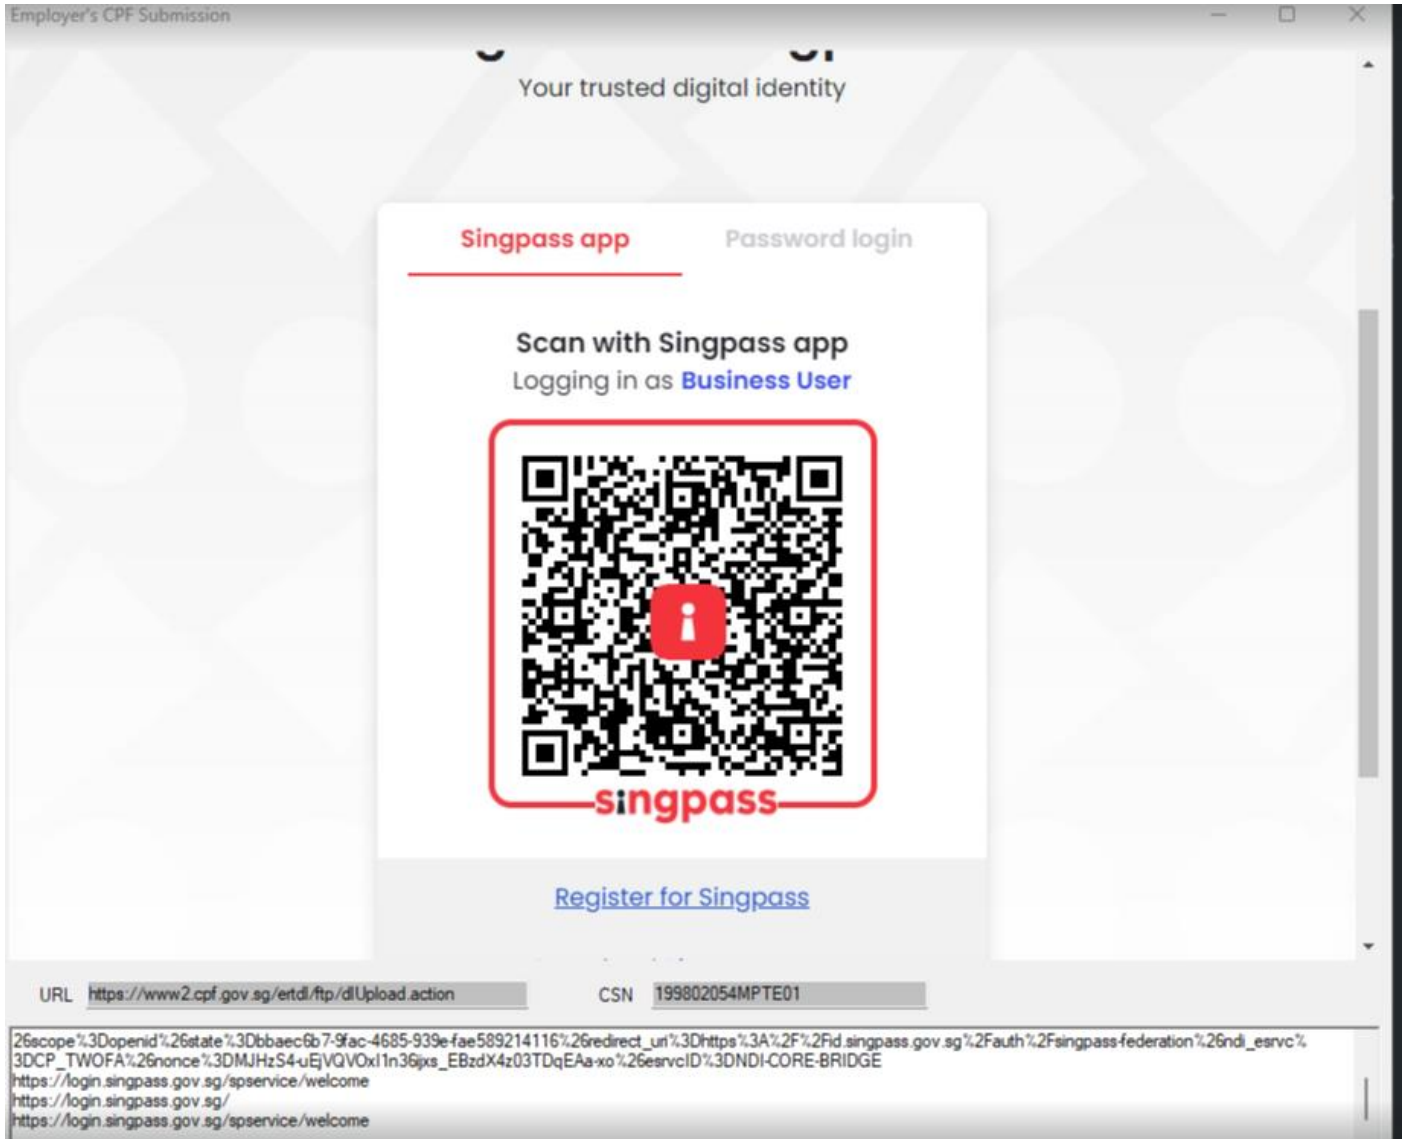 Employer's CPF Submission
Your trusted digital identity
Singpass app
Password login
Scan with Singpass app
Logging in as Business User
singpass
Register for Singpass
URL https://www2.cpf.gov.sg/ertdl/ftp/dlUpload.action CSN 199802054MPTE01
26scope%3Dopenid%26state%3Dbbaec6b7-9fac-4685-939e-fae589214116%26redirect_uri%3Dhttps%3A%2F%2Fid.singpass.gov.sg%2Fauth%2Fsingpass-federation%26ndi_esrvc%
3DCP_TWOFA%26nonce%3DMJHzS4-uEjVQVOxI1n36ijxs_EBzdX4z03TDqEAa-xo%26esrvcID%3DNDI-CORE-BRIDGE
https://login.singpass.gov.sg/spservice/welcome
https://login.singpass.gov.sg/
https://login.singpass.gov.sg/spservice/welcome